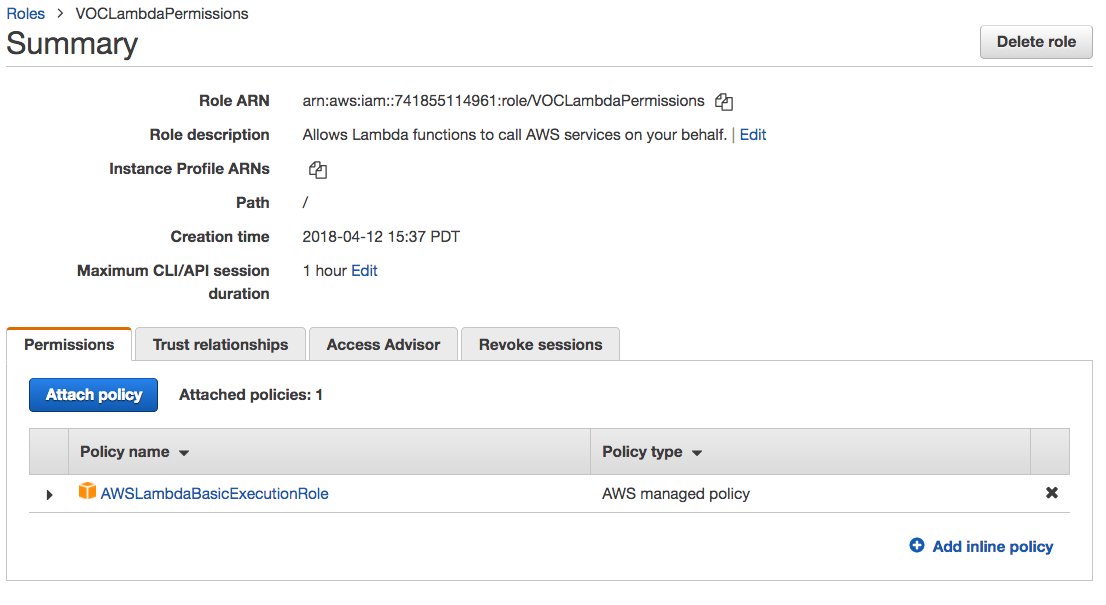 Roles > VOCLambdaPermissions
Summary
Delete role
Role ARN arn:aws:iam::741855114961:role/VOCLambdaPermissions
Role description Allows Lambda functions to call AWS services on your behalf. | Edit
Instance Profile ARNs
Path /
Creation time 2018-04-12 15:37 PDT
Maximum CLI/API session 1 hour Edit
duration
Permissions Trust relationships Access Advisor Revoke sessions
Attach policy Attached policies: 1
Policy name Policy type
AWSLambdaBasicExecutionRole AWS managed policy
Add inline policy